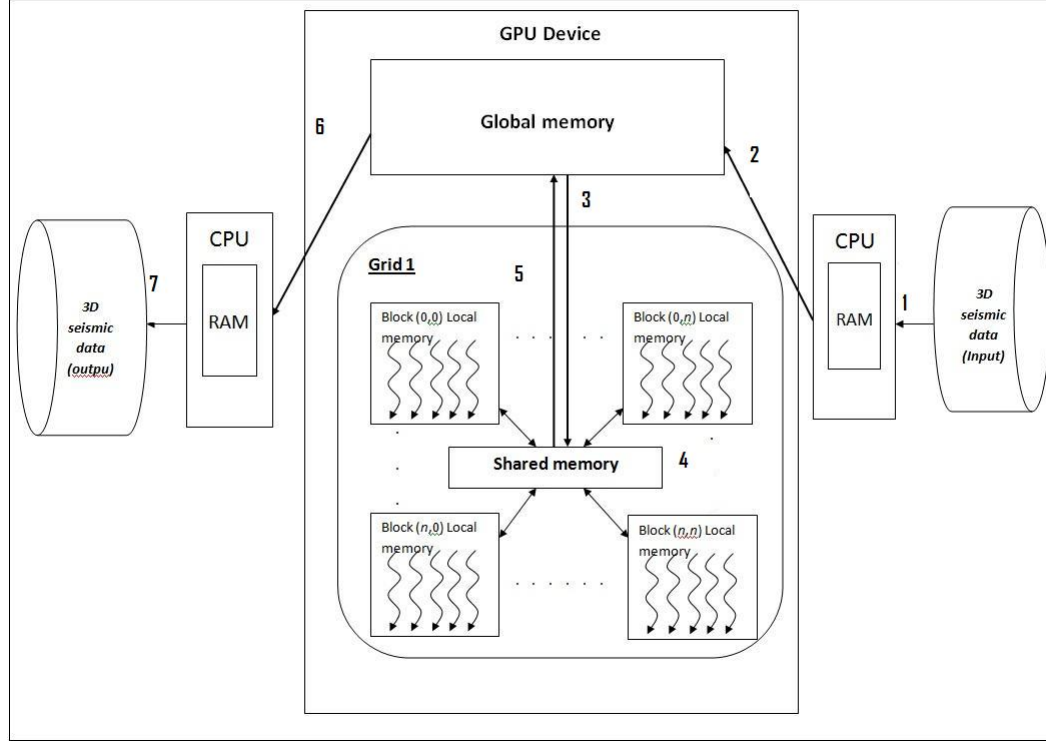 GPU Device
Global memory
6
2
3
CPU
RAM
7
3D
seismic
data
(outpu)
Grid 1
5
Block (0,0) Local
memory
Block (0,n) Local
memory
Shared memory
4
Block (n,0) Local
memory
Block (n,n) Local
memory
CPU
RAM
1
3D
seismic
data
(Input)